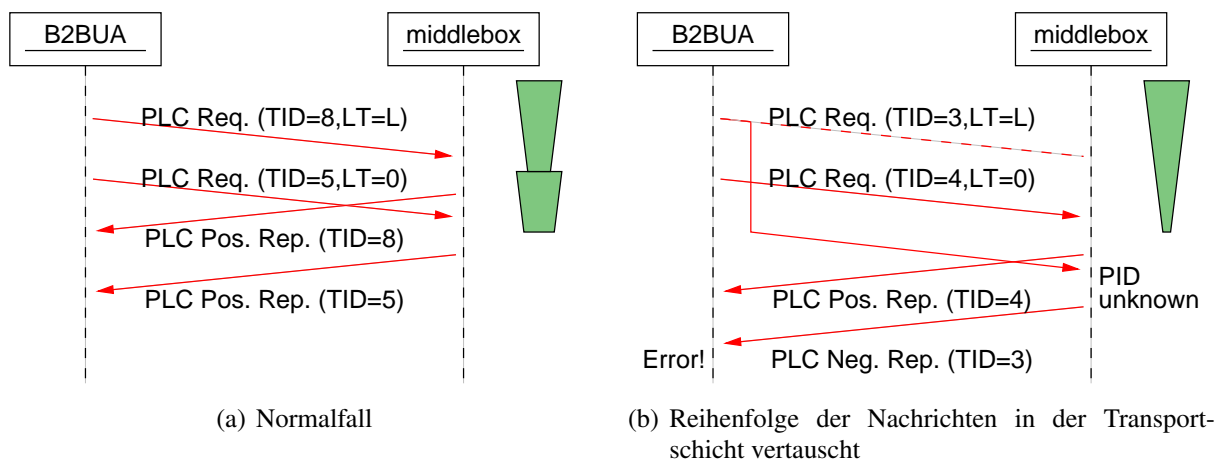 B2BUA
middlebox
PLC Req. (TID=8,LT=L)
PLC Req. (TID=5,LT=0)
PLC Pos. Rep. (TID=8)
PLC Pos. Rep. (TID=5)
(a) Normalfall
B2BUA
middlebox
PLC Req. (TID=3,LT=L)
PLC Req. (TID=4,LT=0)
PID
unknown
PLC Pos. Rep. (TID=4)
Error!
PLC Neg. Rep. (TID=3)
(b) Reihenfolge der Nachrichten in der Transport-
schicht vertauscht